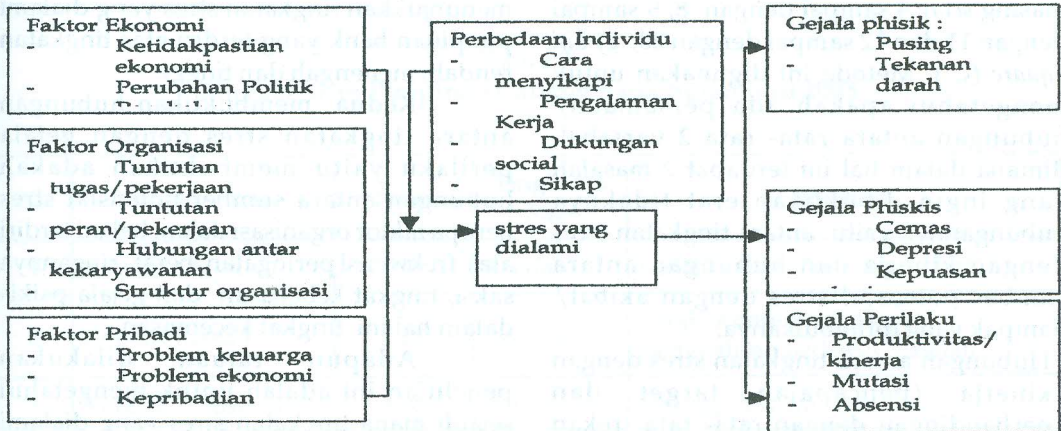 Faktor Ekonomi
- Ketidakpastian
ekonomi
- Perubahan Politik
Faktor Organisasi
- Tuntutan
tugas/pekerjaan
- Tuntutan
peran/pekerjaan
- Hubungan antar
kekaryawanan
- Struktur organisasi
Faktor Pribadi
- Problem keluarga
- Problem ekonomi
- Kepribadian
Perbedaan Individu
- Cara
menyikapi
- Pengalaman
Kerja
- Dukungan
social
- Sikap
stres yang
dialami
Gejala phisik
- Pusing
- Tekanan
darah
Gejala Phiskis
- Cemas
- Depresi
- Kepuasan
Gejala Perilaku
- Produktivitas/
kinerja
- Mutasi
- Absensi